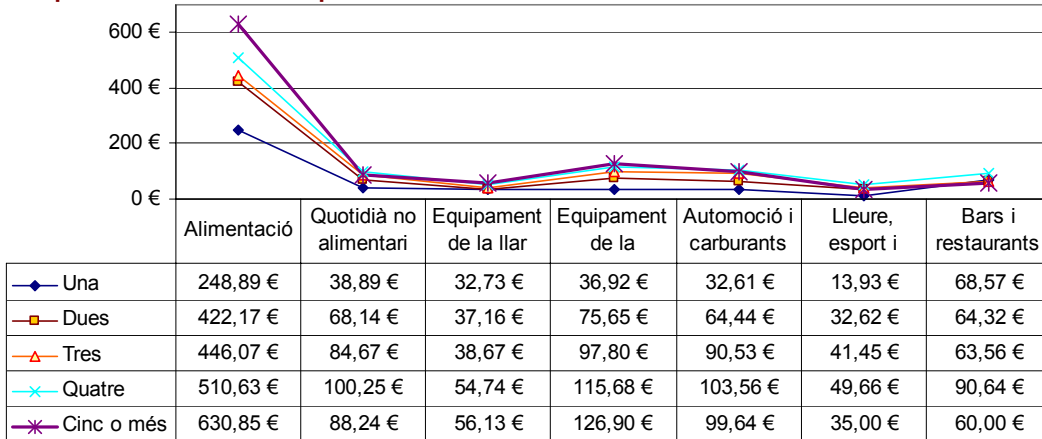 600 €
400 €
200 €
0 €
Alimentació
Quotidià no
alimentari
Equipament
de la llar
Equipament
de la
Automoció i
carburants
Lleure,
esport i
Bars i
restaurants
Una 248,89 € 38,89 € 32,73 € 36,92 € 32,61 € 13,93 € 68,57 €
Dues 422,17 € 68,14 € 37,16 € 75,65 € 64,44 € 32,62 € 64,32 €
Tres 446,07 € 84,67 € 38,67 € 97,80 € 90,53 € 41,45 € 63,56 €
Quatre 510,63 € 100,25 € 54,74 € 115,68 € 103,56 € 49,66 € 90,64 €
Cinc o més 630,85 € 88,24 € 56,13 € 126,90 € 99,64 € 35,00 € 60,00 €